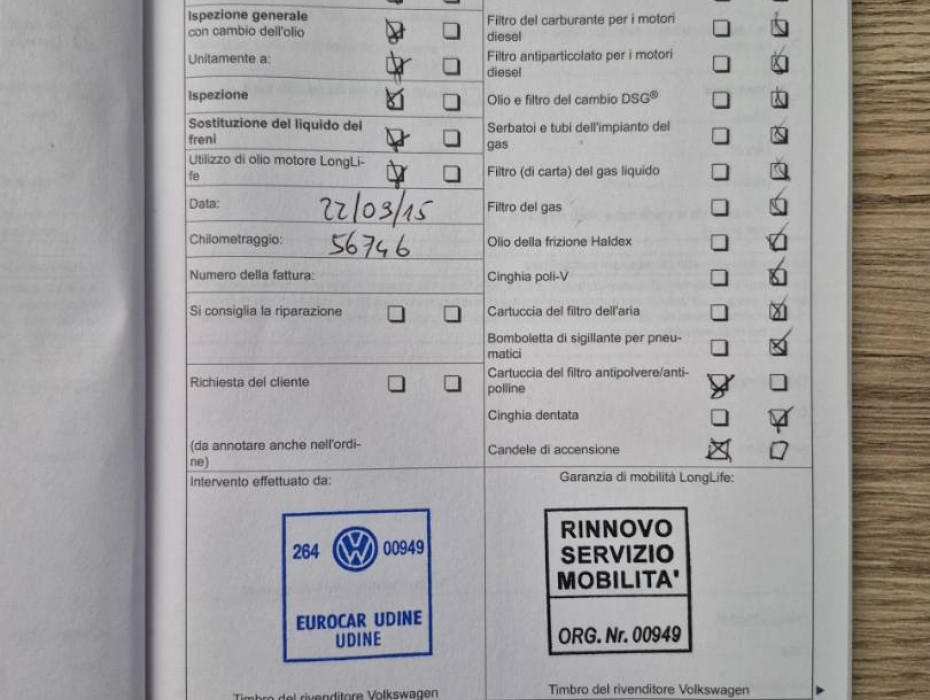 Ispezione generale
con cambio dell'olio
Unitamente a:
Ispezione
Sostituzione del liquido dei
freni
Utilizzo di olio motore LongLi-
fe
Data: 22/09/15
Chilometraggio: 56746
Numero della fattura:
Si consiglia la riparazione
Richiesta del cliente
(da annotare anche nell'ordi-
ne)
Intervento effettuato da:
264 VW 00949
EUROCAR UDINE
UDINE
Timbro del rivenditore Volkswagen
Filtro del carburante per i motori
diesel
Filtro antiparticolato per i motori
diesel
Olio e filtro del cambio DSG®
Serbatoi e tubi dell'impianto del
gas
Filtro (di carta) del gas liquido
Filtro del gas
Olio della frizione Haldex
Cinghia poli-V
Cartuccia del filtro dell'aria
Bomboletta di sigillante per pneu-
matici
Cartuccia del filtro antipolvere/anti-
polline
Cinghia dentata
Candele di accensione
Garanzia di mobilità LongLife:
RINNOVO
SERVIZIO
MOBILITA'
ORG. Nr. 00949
Timbro del rivenditore Volkswagen